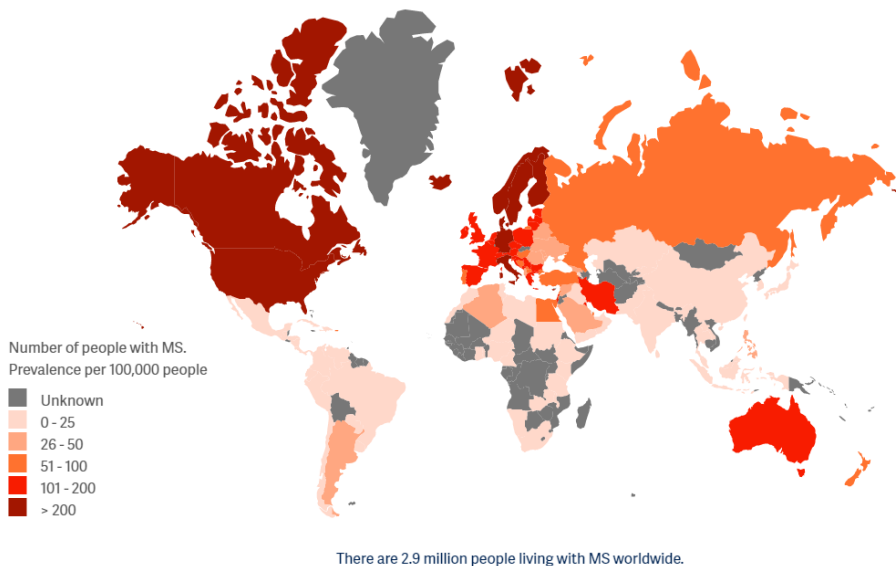 Number of people with MS.
Prevalence per 100,000 people
Unknown
0 - 25
26 - 50
51 - 100
101 - 200
> 200
There are 2.9 million people living with MS worldwide.